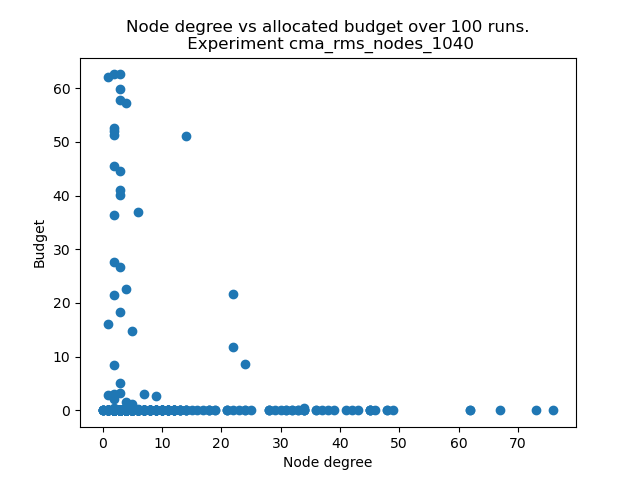 Node degree vs allocated budget over 100 runs.
Experiment cma_rms_nodes_1040
60
50
40
30
20
10
0
Budget
0 10 20 30 40 50 60 70
Node degree